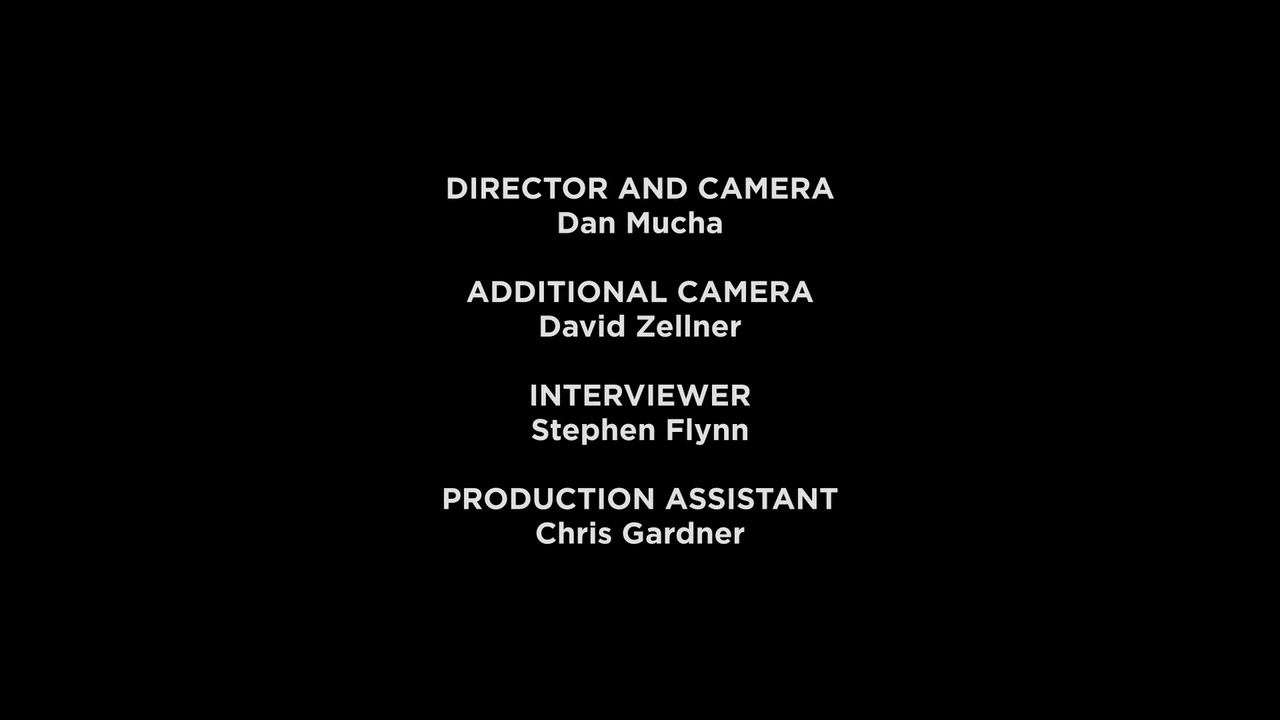 DIRECTOR AND CAMERA
Dan Mucha
ADDITIONAL CAMERA
David Zellner
INTERVIEWER
Stephen Flynn
PRODUCTION ASSISTANT
Chris Gardner